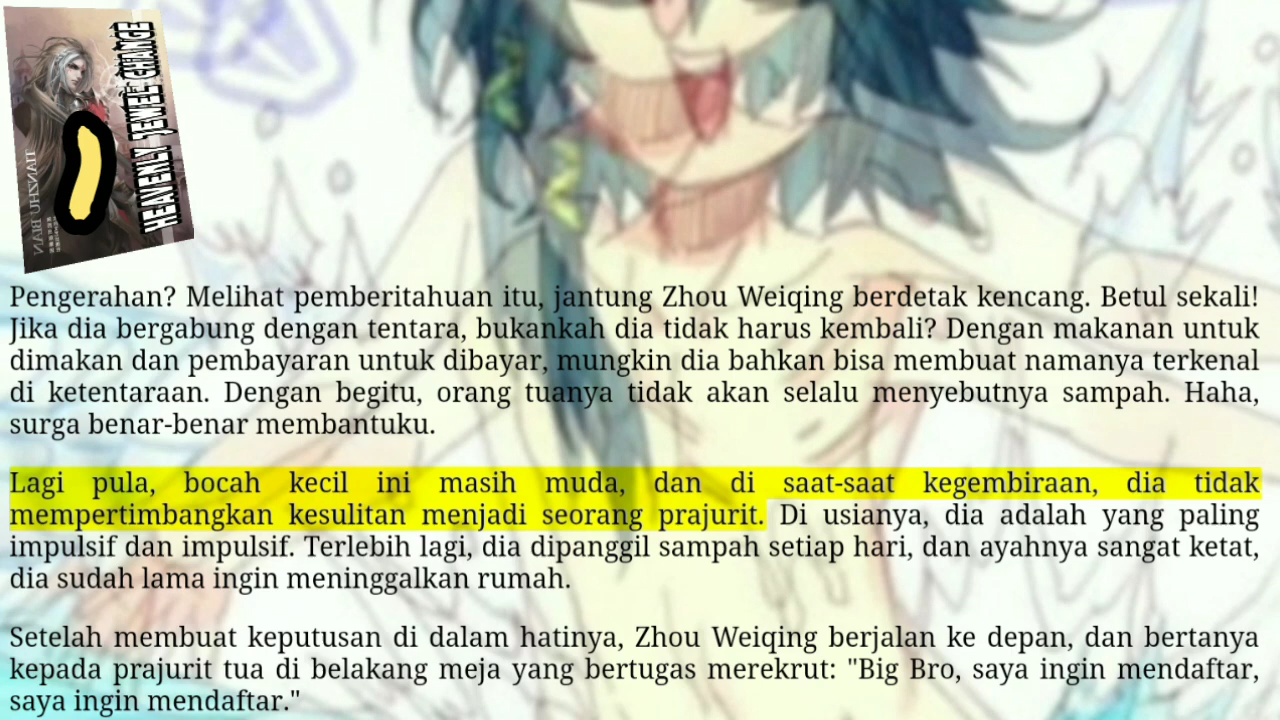 HEAVENLY JEWEL CHANGE
TIANZHU BIAN
Pengerahan? Melihat pemberitahuan itu, jantung Zhou Weiqing berdetak kencang. Betul sekali!
Jika dia bergabung dengan tentara, bukankah dia tidak harus kembali? Dengan makanan untuk
dimakan dan pembayaran untuk dibayar, mungkin dia bahkan bisa membuat namanya terkenal
di ketentaraan. Dengan begitu, orang tuanya tidak akan selalu menyebutnya sampah. Haha,
surga benar-benar membantuku.
Lagi pula, bocah kecil ini masih muda, dan di saat-saat kegembiraan, dia tidak
mempertimbangkan kesulitan menjadi seorang prajurit. Di usianya, dia adalah yang paling
impulsif dan impulsif. Terlebih lagi, dia dipanggil sampah setiap hari, dan ayahnya sangat ketat,
dia sudah lama ingin meninggalkan rumah.
Setelah membuat keputusan di dalam hatinya, Zhou Weiqing berjalan ke depan, dan bertanya
kepada prajurit tua di belakang meja yang bertugas merekrut: "Big Bro, saya ingin mendaftar,
saya ingin mendaftar."